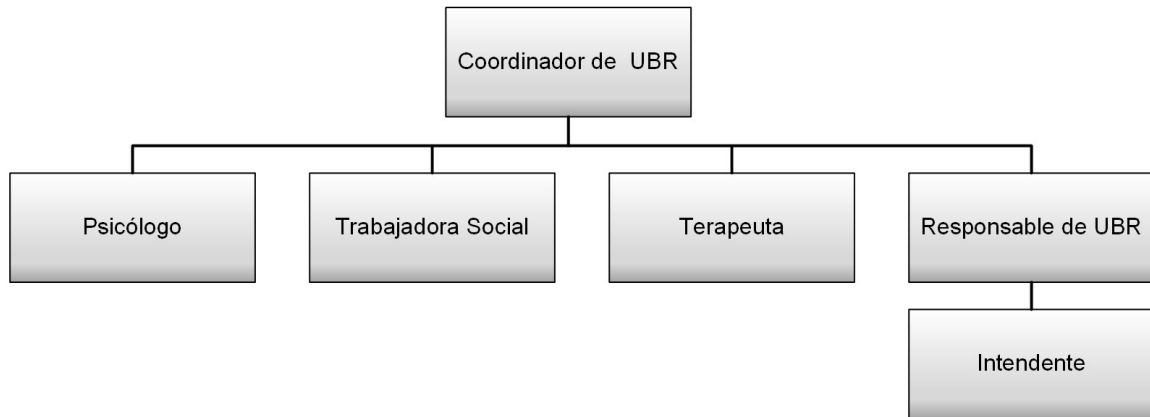 Coordinador de UBR
Psicólogo
Trabajadora Social
Terapeuta
Responsable de UBR
Intendente